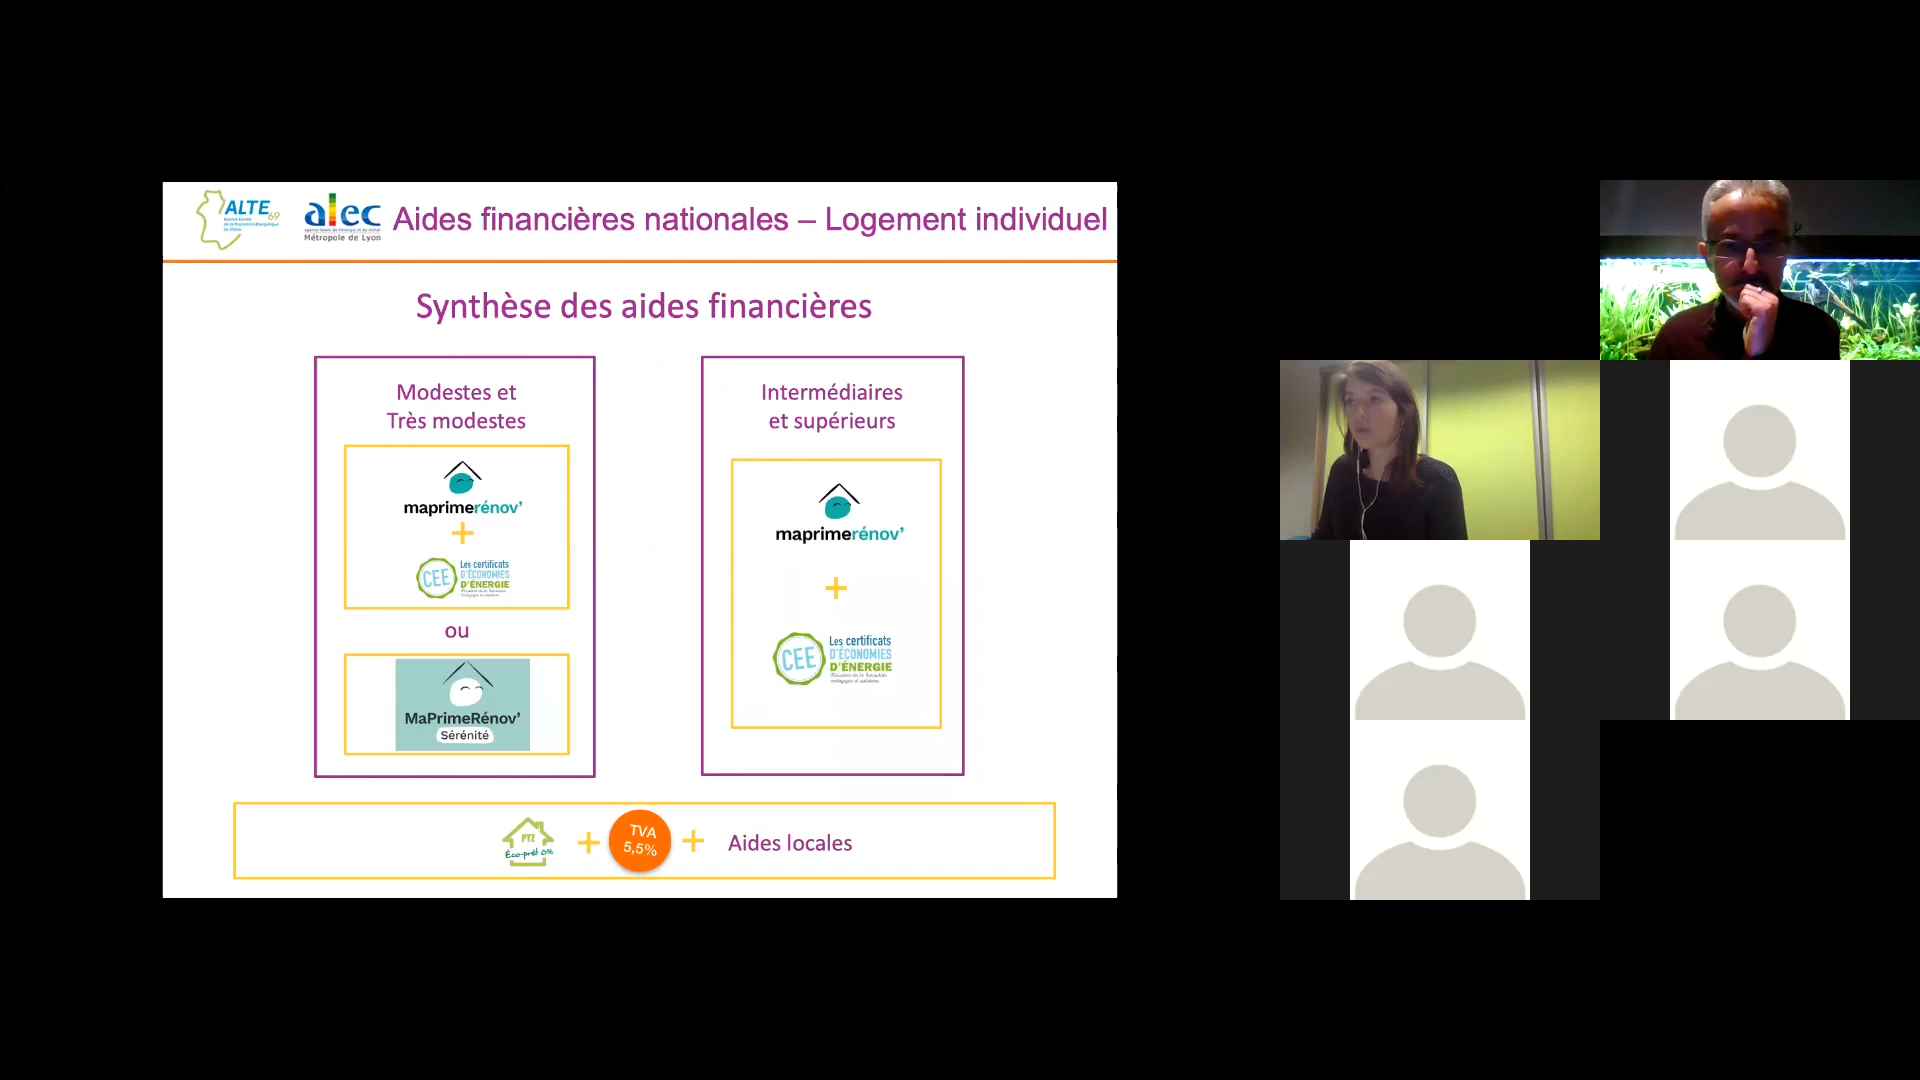 ALTE 69
alec
Métropole de Lyon
Aides financières nationales – Logement individuel
Synthèse des aides financières
Modestes et
Très modestes
maprimerénov'
+
CEE
Les certificats
D'ÉCONOMIES
D'ÉNERGIE
ou
MaPrimeRénov'
Sérénité
Intermédiaires
et supérieurs
maprimerénov'
+
CEE
Les certificats
D'ÉCONOMIES
D'ÉNERGIE
PTZ
Éco-prêt 0%
+
TVA
5,5%
+
Aides locales